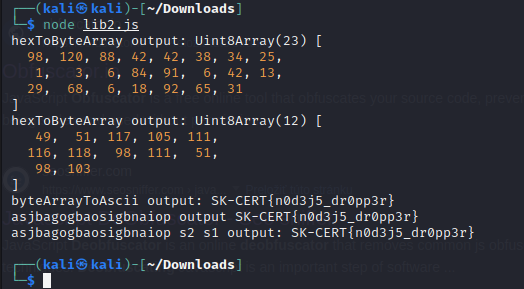 ┌──(kali㉿kali)-[~/Downloads]
└─$ node lib2.js
hexToByteArray output: Uint8Array(23) [
98, 120, 88, 42, 42, 38, 34, 25,
1, 3, 6, 84, 91, 6, 42, 13,
29, 68, 6, 18, 92, 65, 31
]
hexToByteArray output: Uint8Array(12) [
49, 51, 117, 105, 111,
116, 118, 98, 111, 51,
98, 103
]
byteArrayToAscii output: SK-CERT{n0d3j5_dr0pp3r}
asjbagogbaosigbnaiop output SK-CERT{n0d3j5_dr0pp3r}
asjbagogbaosigbnaiop s2 s1 output: SK-CERT{n0d3j5_dr0pp3r}
┌──(kali㉿kali)-[~/Downloads]
└─$